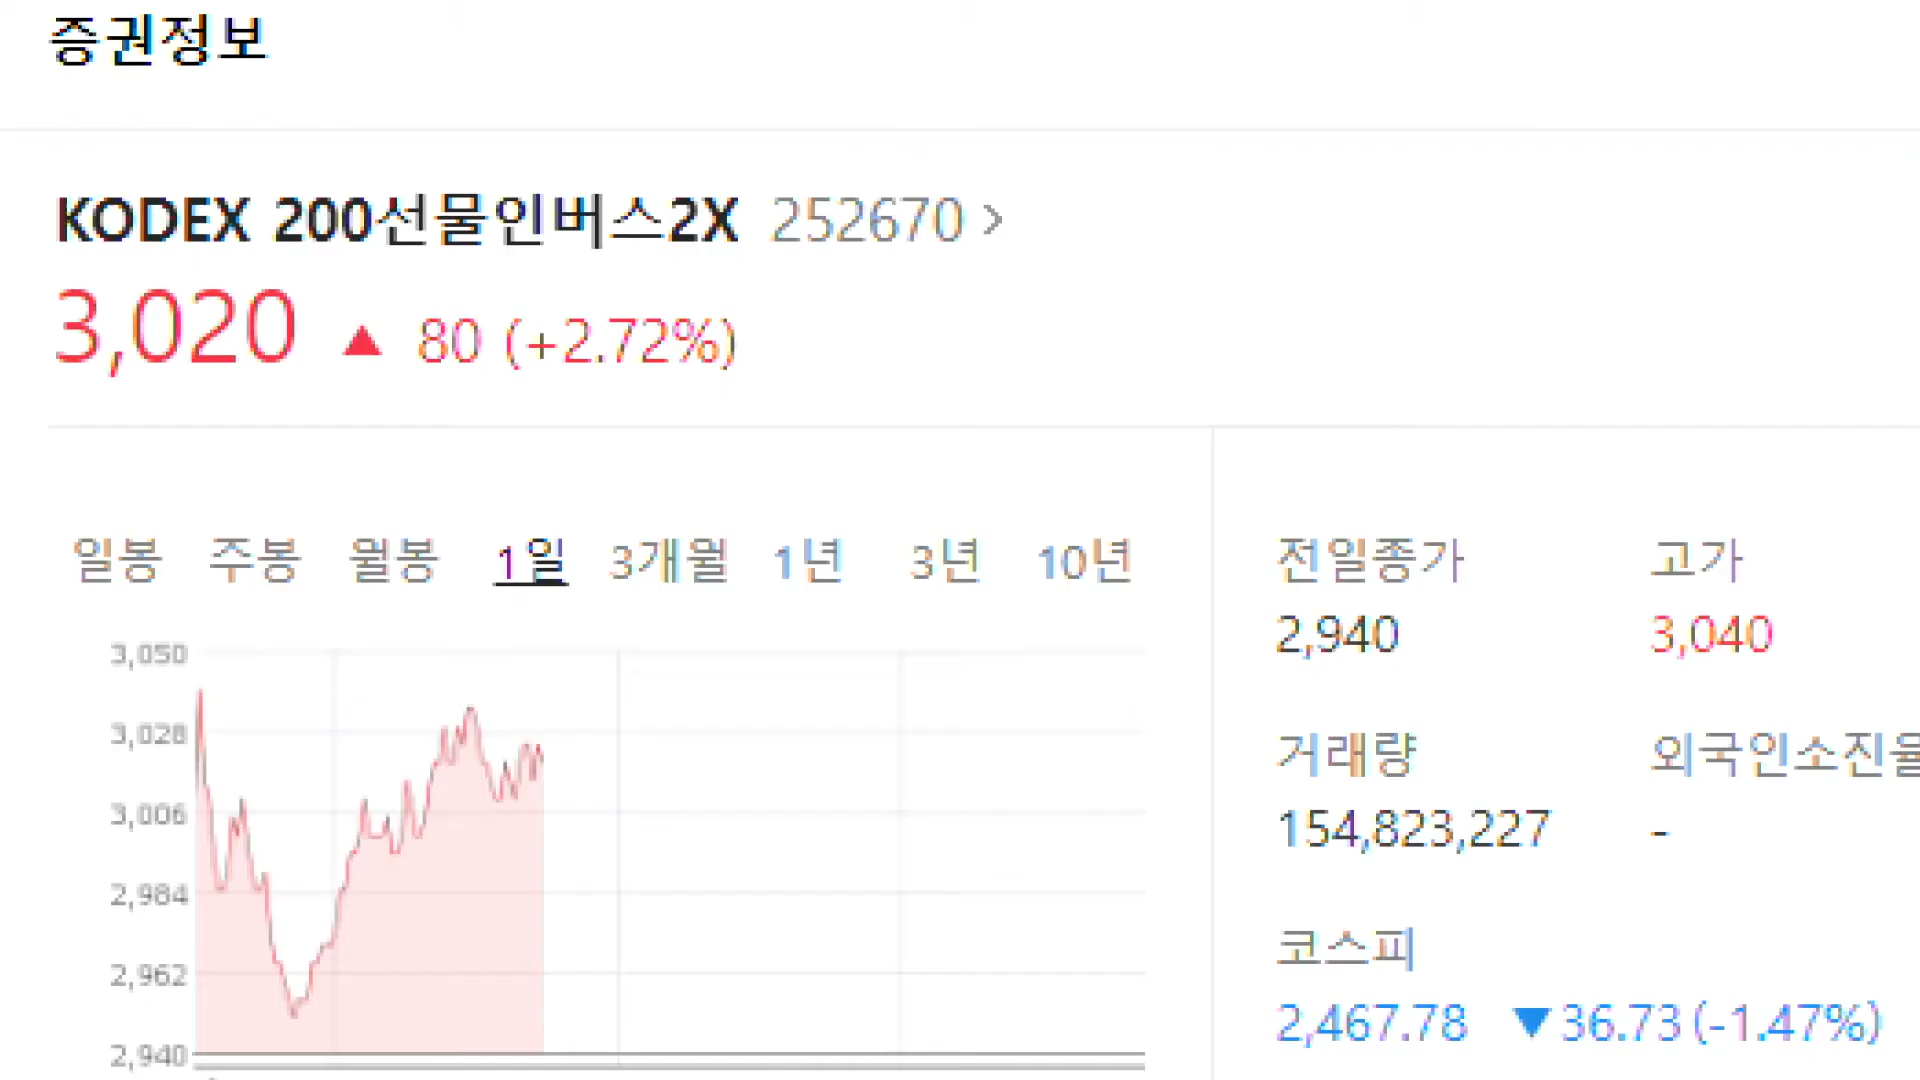 증권정보
KODEX 200선물인버스2X 252670 >
3,020 ▲ 80 (+2.72%)
일봉 주봉 월봉 1일 3개월 1년 3년 10년
3,050
3,028
3,006
2,984
2,962
2,940
전일종가 고가
2,940 3,040
거래량 외국인소진율
154,823,227 -
코스피
2,467.78 ▼36.73(-1.47%)